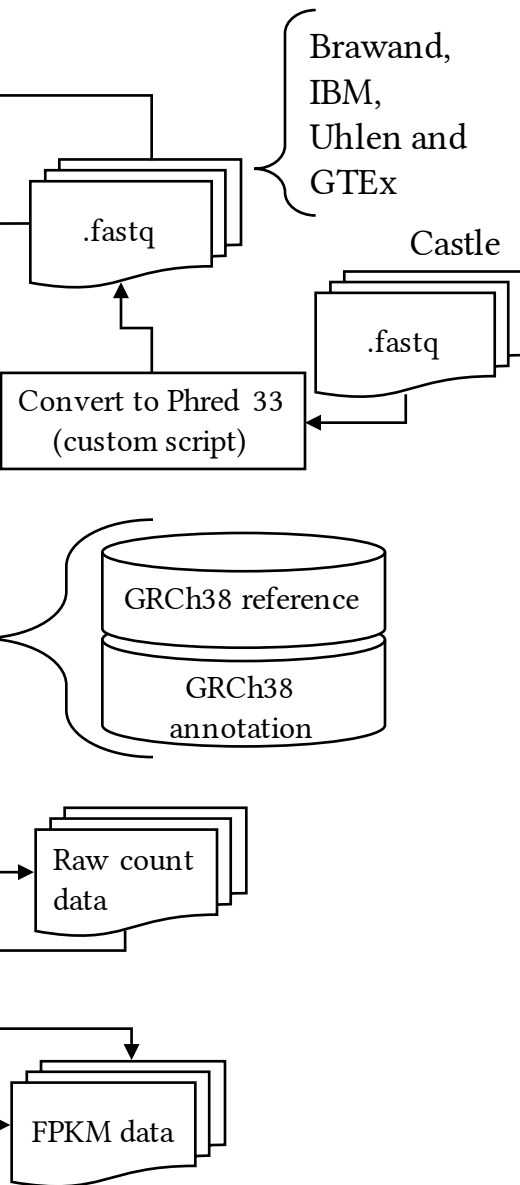 Brawand,
IBM,
Uhlen and
GTEx
.fastq
Castle
.fastq
Convert to Phred 33
(custom script)
GRCh38 reference
GRCh38
annotation
Raw count
data
FPKM data